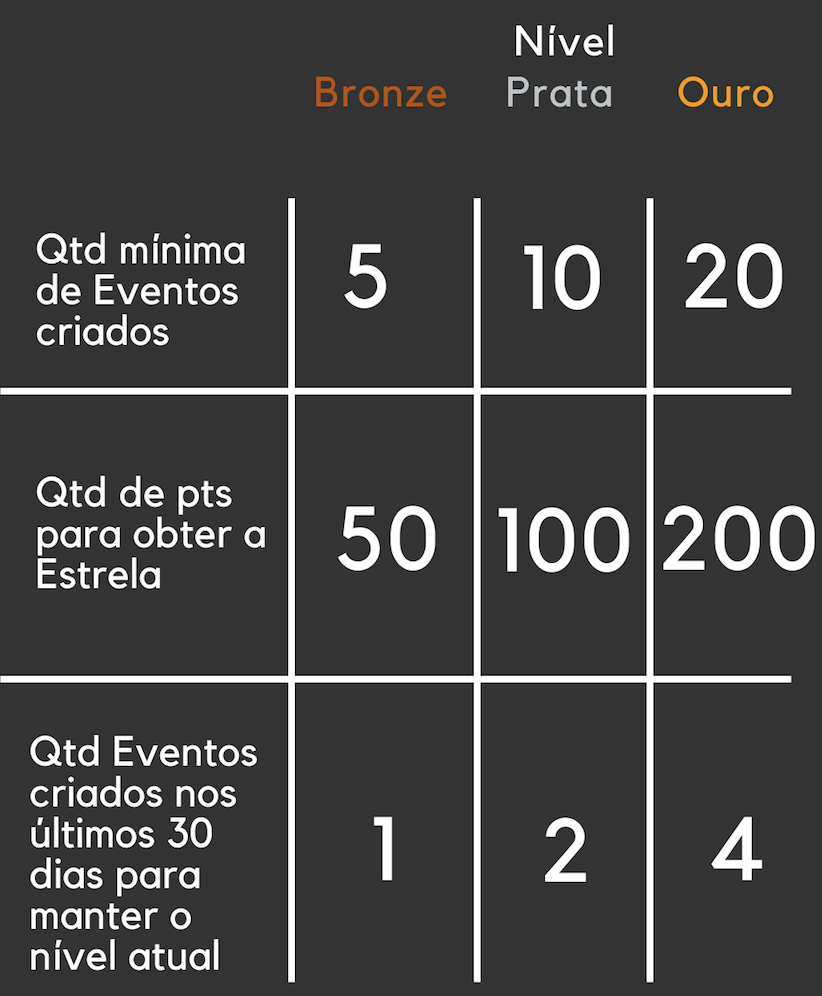 Nível
Bronze Prata Ouro
Qtd mínima
de Eventos
criados
5 10 20
Qtd de pts
para obter a
Estrela
50 100 200
Qtd Eventos
criados nos
últimos 30
dias para
manter o
nível atual
1 2 4